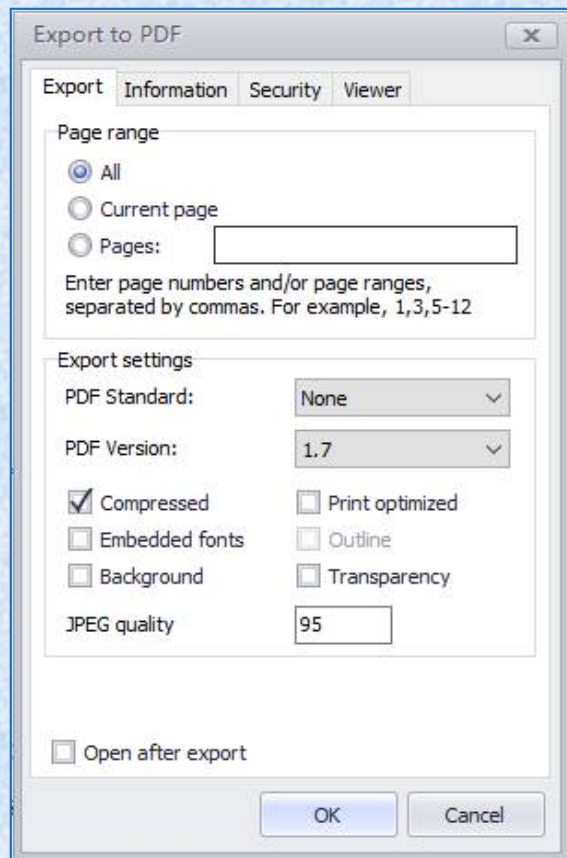 Export to PDF
Export Information Security Viewer
Page range
All
Current page
Pages:
Enter page numbers and/or page ranges,
separated by commas. For example, 1,3,5-12
Export settings
PDF Standard: None
PDF Version: 1.7
Compressed Print optimized
Embedded fonts Outline
Background Transparency
JPEG quality 95
Open after export
OK Cancel